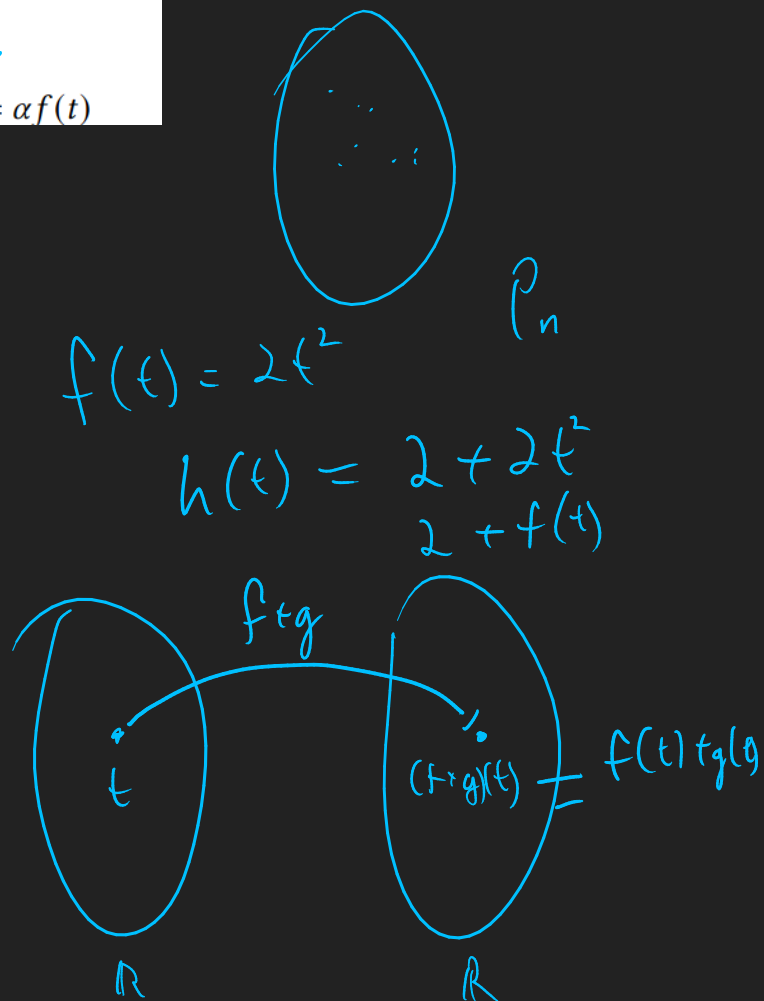 = αf(t)
P_n
f(t) = 2t²
h(t) = 2 + 2t²
2 + f(t)
f+g
t
(f+g)(t) = f(t)+g(t)
ℝ
ℝ